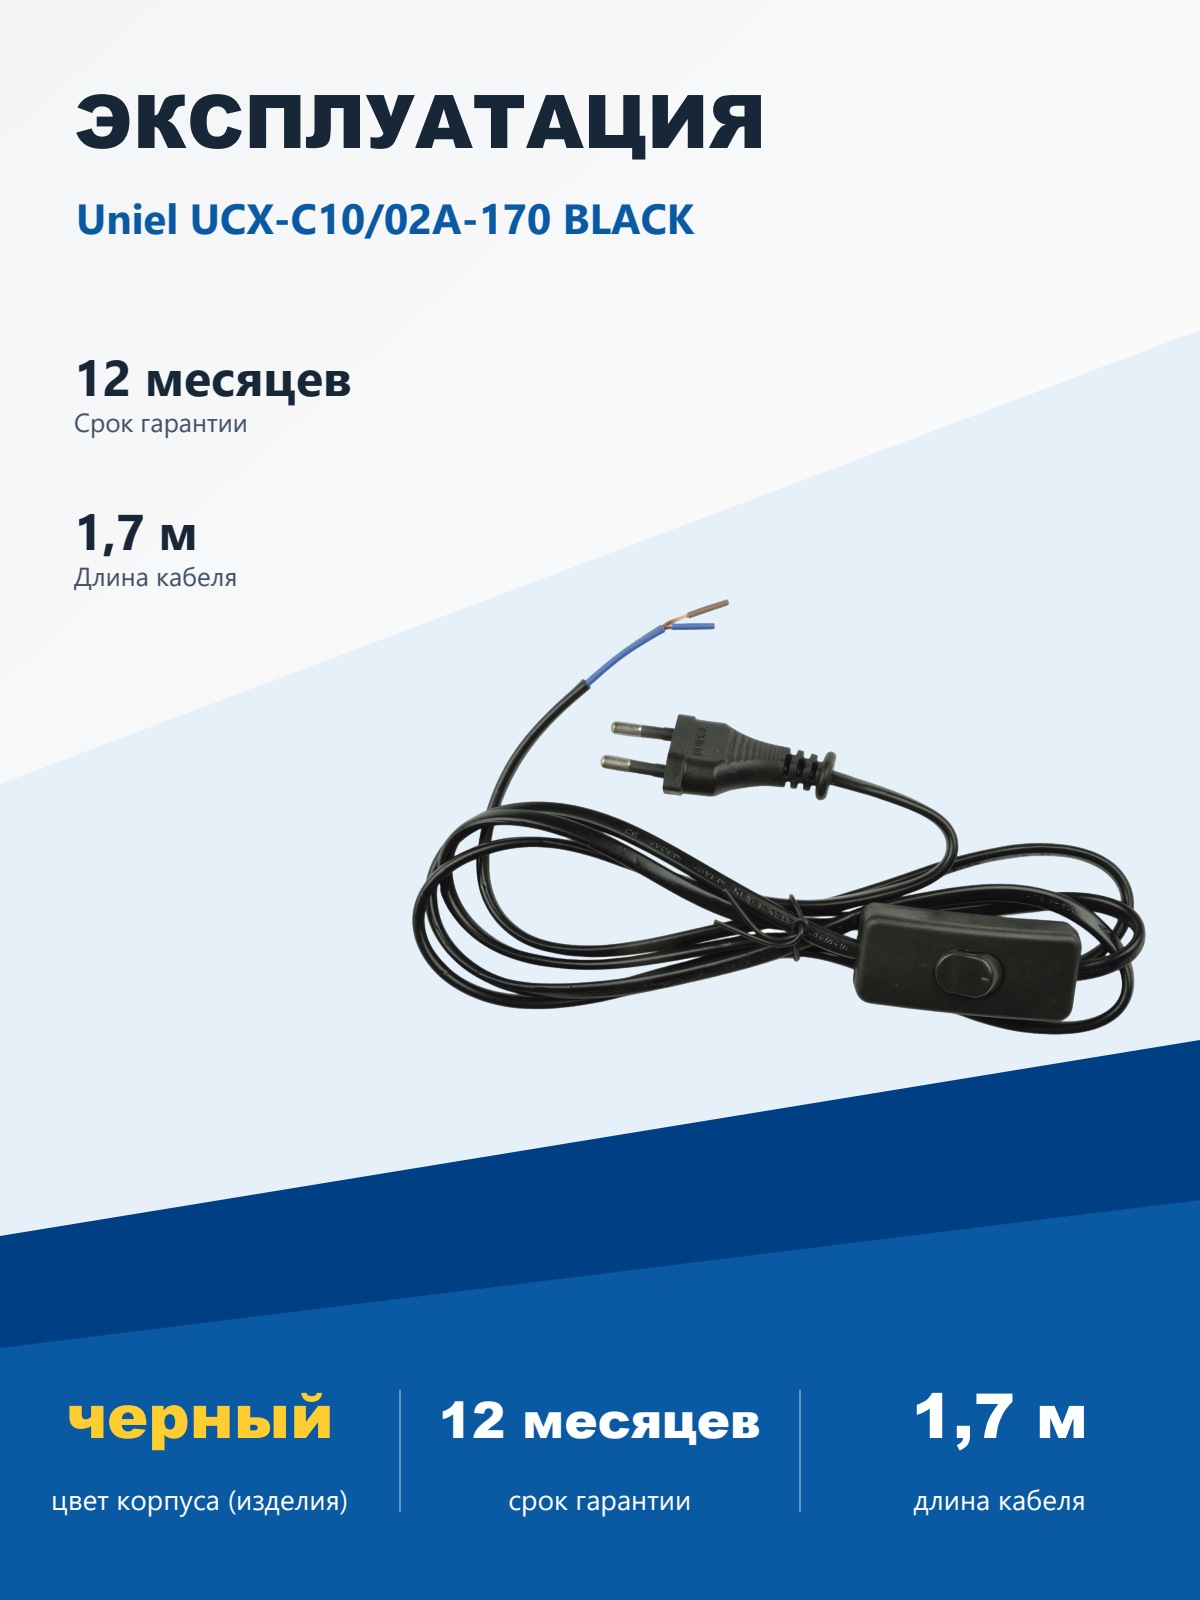 ЭКСПЛУАТАЦИЯ
Uniel UCX-C10/02A-170 BLACK
12 месяцев
Срок гарантии
1,7 м
Длина кабеля
черный
цвет корпуса (изделия)
12 месяцев
срок гарантии
1,7 м
длина кабеля